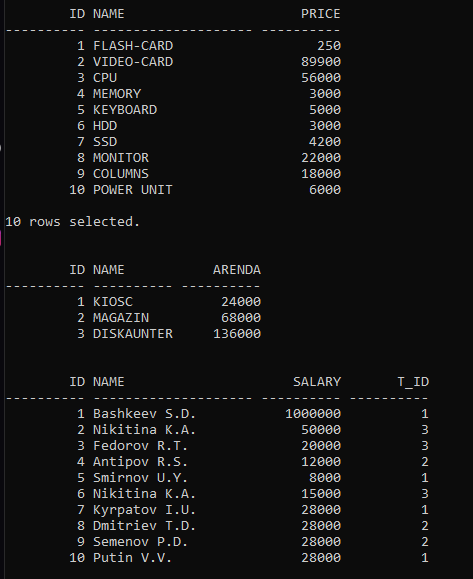 ID NAME PRICE
---------- -------------------- ----------
1 FLASH-CARD 250
2 VIDEO-CARD 89900
3 CPU 56000
4 MEMORY 3000
5 KEYBOARD 5000
6 HDD 3000
7 SSD 4200
8 MONITOR 22000
9 COLUMNS 18000
10 POWER UNIT 6000
10 rows selected.
ID NAME ARENDA
---------- ---------- ----------
1 KIOSC 24000
2 MAGAZIN 68000
3 DISKAUNTER 136000
ID NAME SALARY T_ID
---------- -------------------- ---------- ----------
1 Bashkeev S.D. 1000000 1
2 Nikitina K.A. 50000 3
3 Fedorov R.T. 20000 3
4 Antipov R.S. 12000 2
5 Smirnov U.Y. 8000 1
6 Nikitina K.A. 15000 3
7 Kyrpatov I.U. 28000 1
8 Dmitriev T.D. 28000 2
9 Semenov P.D. 28000 2
10 Putin V.V. 28000 1